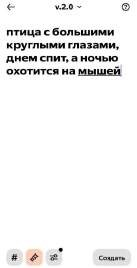 v.2.0
птица с большими
круглыми глазами,
днем спит, а ночью
охотится на мышей
# Создать